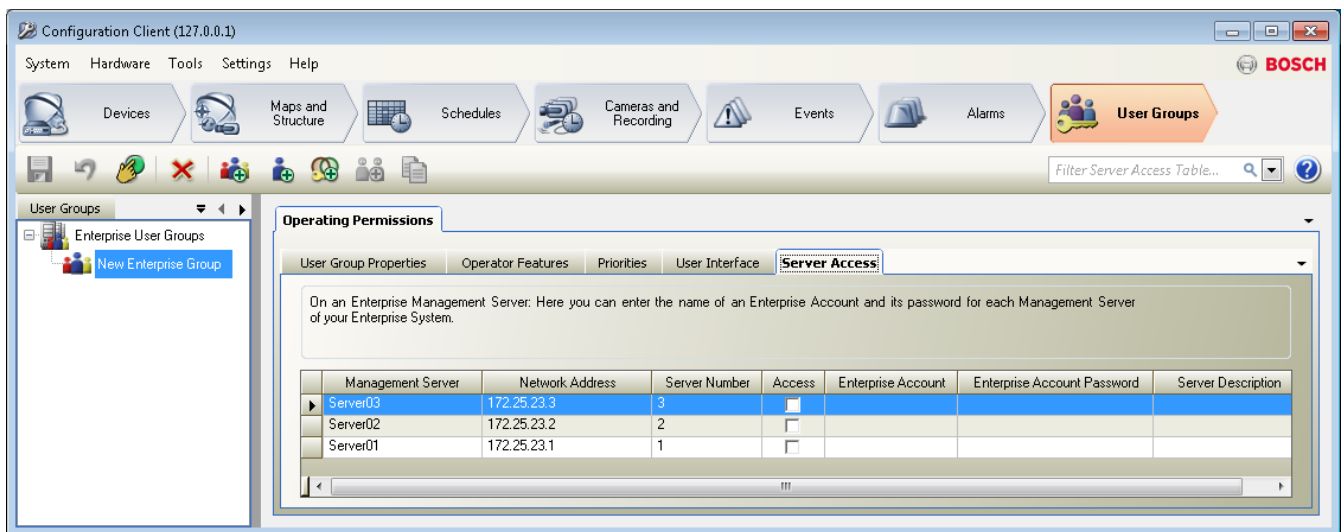 Configuration Client (127.0.0.1)
System Hardware Tools Settings Help
BOSCH
Devices
Maps and
Structure
Schedules
Cameras and
Recording
Events
Alarms
User Groups
Filter Server Access Table...
User Groups
Enterprise User Groups
New Enterprise Group
Operating Permissions
User Group Properties Operator Features Priorities User Interface Server Access
On an Enterprise Management Server: Here you can enter the name of an Enterprise Account and its password for each Management Server
of your Enterprise System.
Management Server Network Address Server Number Access Enterprise Account Enterprise Account Password Server Description
Server03 172.25.23.3 3
Server02 172.25.23.2 2
Server01 172.25.23.1 1